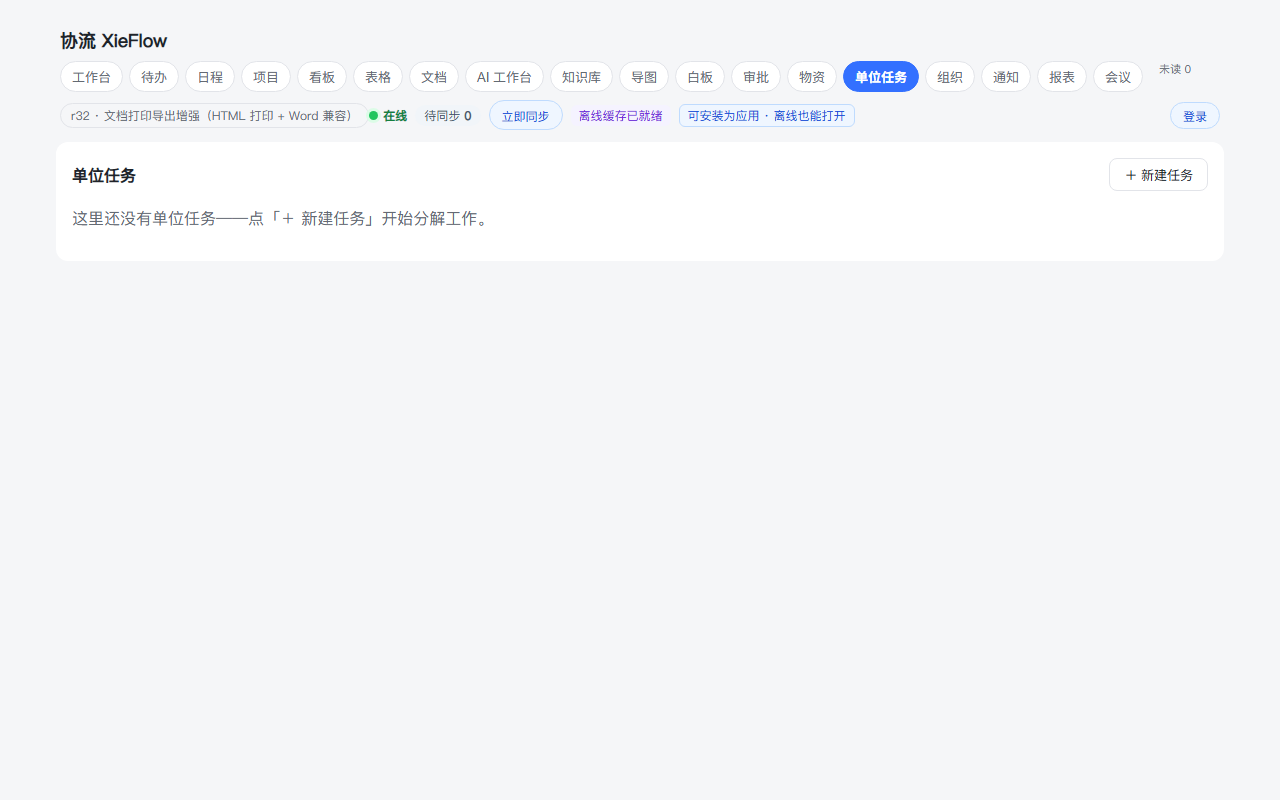 协流 XieFlow
工作台 待办 日程 项目 看板 表格 文档 AI 工作台 知识库 导图 白板 审批 物资 单位任务 组织 通知 报表 会议 未读 0
r32 · 文档打印导出增强（HTML 打印 + Word 兼容） 在线 待同步 0 立即同步 离线缓存已就绪 可安装为应用 · 离线也能打开 登录
单位任务 ＋ 新建任务
这里还没有单位任务——点「＋ 新建任务」开始分解工作。